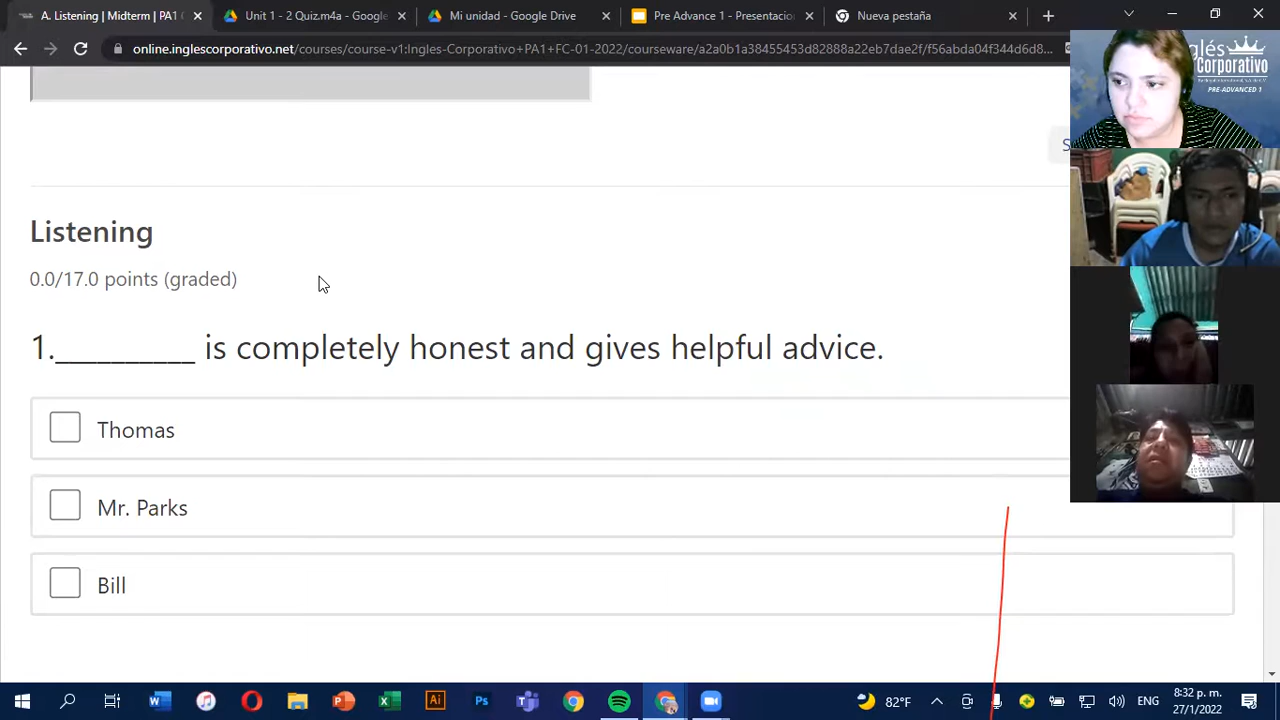 A. Listening | Midterm | PA1 
Unit 1 - 2 Quiz.m4a - Google
Mi unidad - Google Drive
Pre Advance 1 - Presentacion
Nueva pestaña
online.inglescorporativo.net/courses/course-v1:Ingles-Corporativo+PA1+FC-01-2022/courseware/a2a0b1a38455453d82888a22eb7dae2f/f56abda04f344d6d8...
glés
Corporativo
PRE-ADVANCED 1
S
Listening
0.0/17.0 points (graded)
1.__________ is completely honest and gives helpful advice.
Thomas
Mr. Parks
Bill
82°F
ENG
8:32 p. m.
27/1/2022